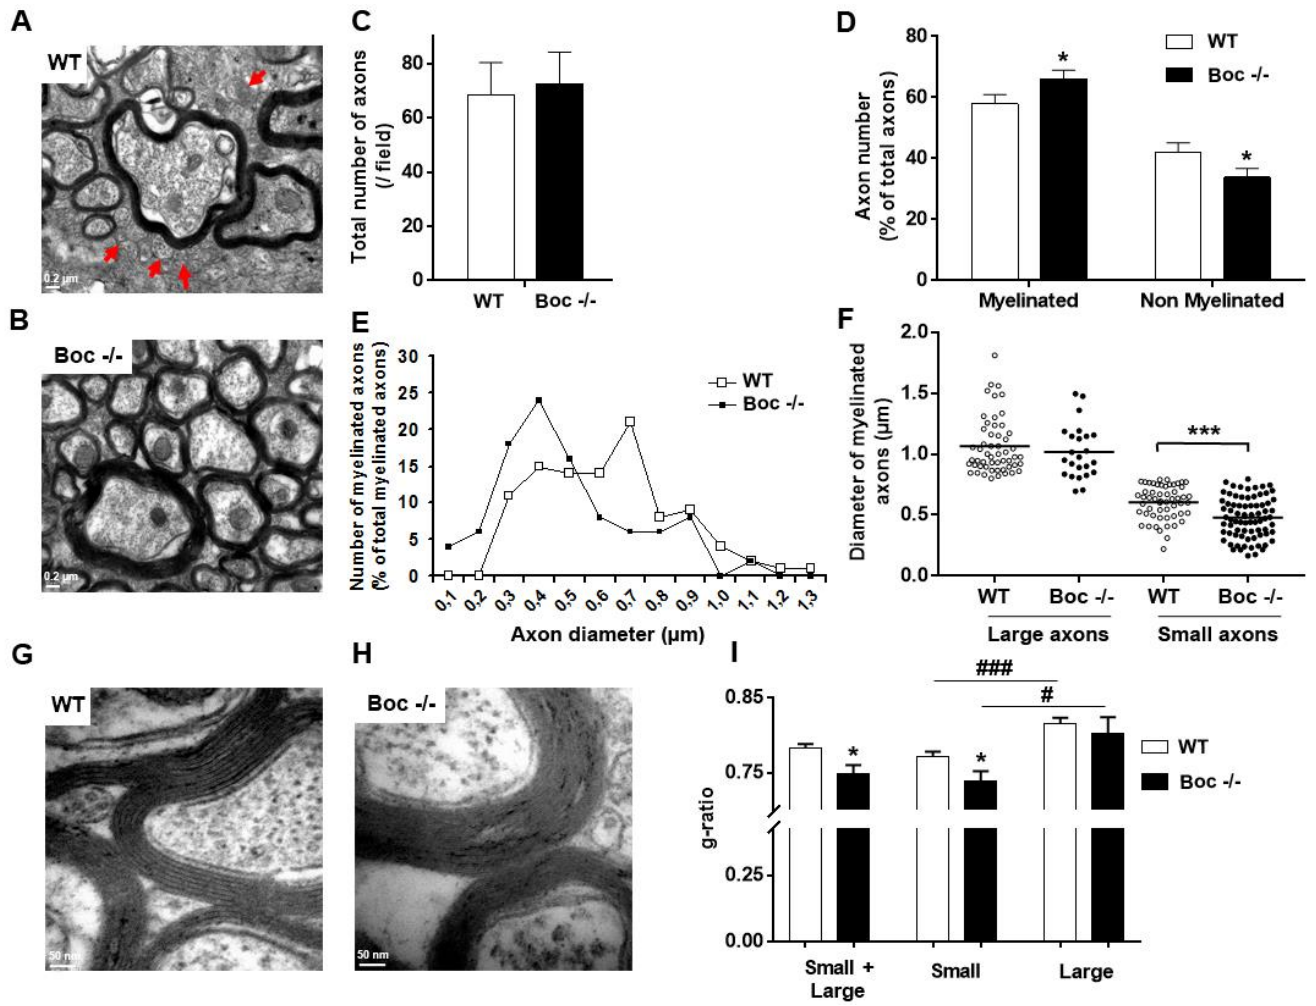 A
WT
0.2 µm
B
Boc -/-
0.2 µm
C
Total number of axons
(/ field)
80
60
40
20
0
WT
Boc -/-
D
Axon number
(% of total axons)
80
60
40
20
0
*
*
WT
Boc -/-
Myelinated
Non Myelinated
E
Number of myelinated axons
(% of total myelinated axons)
30
25
20
15
10
5
0
WT
Boc -/-
0,1
0,2
0,3
0,4
0,5
0,6
0,7
0,8
0,9
1,0
1,1
1,2
1,3
Axon diameter (µm)
F
Diameter of myelinated
axons (µm)
2.0
1.5
1.0
0.5
0.0
***
WT
Boc -/-
WT
Boc -/-
Large axons
Small axons
G
WT
50 nm
H
Boc -/-
50 nm
I
g-ratio
0.85
0.75
0.25
0.00
###
#
*
*
WT
Boc -/-
Small +
Large
Small
Large